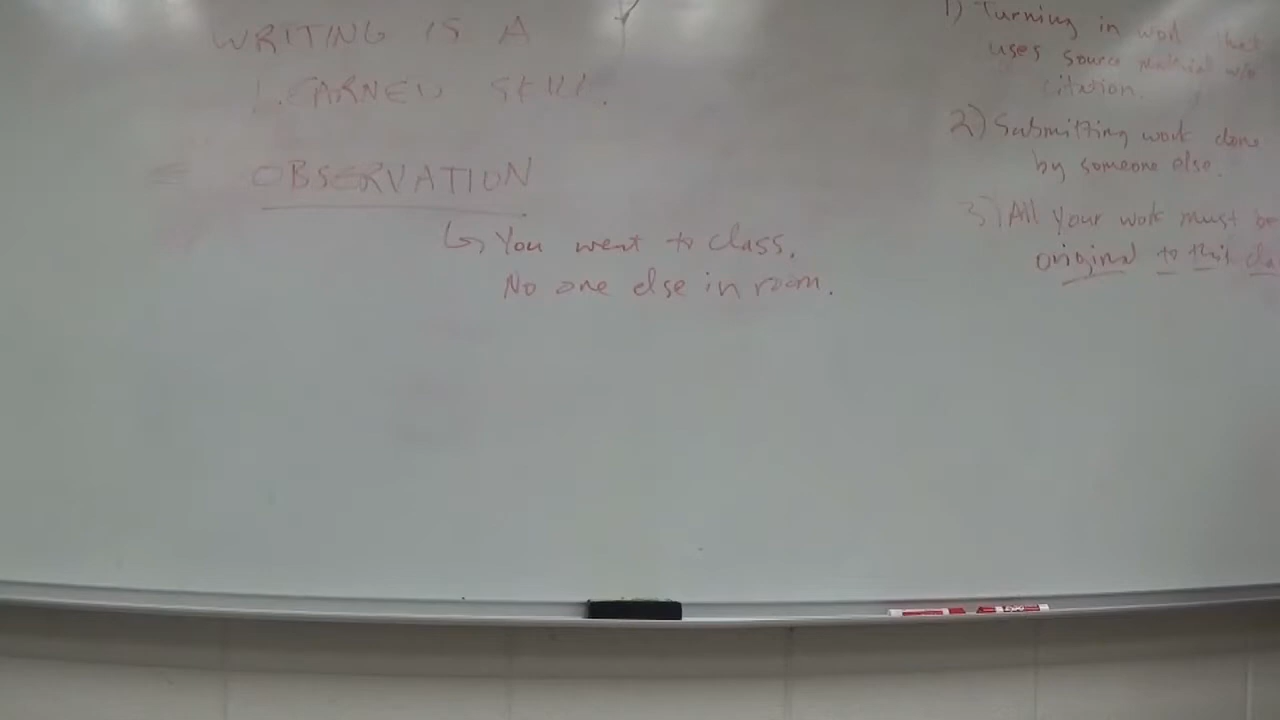 WRITING IS A
LEARNED SKILL.
= OBSERVATION
You went to class.
No one else in room.
1) Turning in work that
uses source material w/o
citation.
2) Submitting work done
by someone else.
3) All your work must be
original to this
EXPO